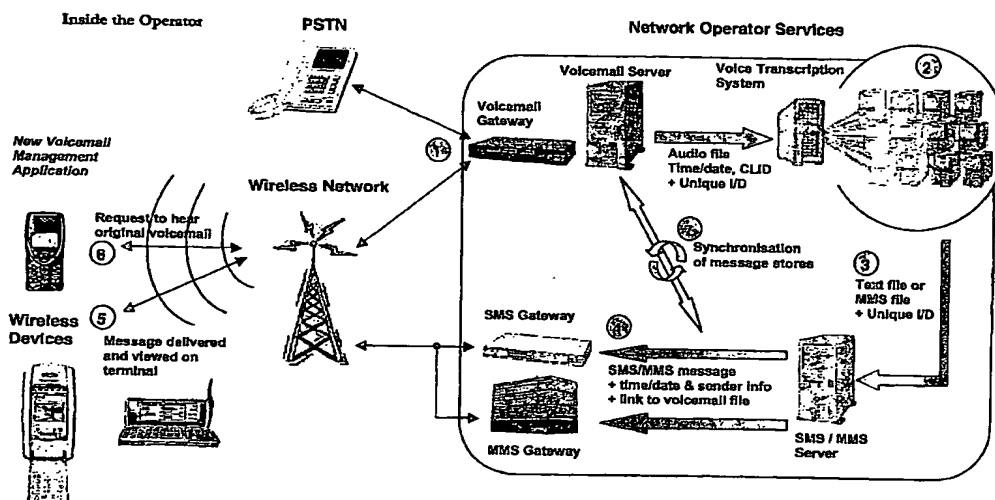 Inside the Operator
PSTN
Network Operator Services
Voicemail Server
Voice Transcription
System
2
Voicemail
Gateway
1
Audio file
Time/date, CLID
+ Unique I/D
New Voicemail
Management
Application
Wireless Network
Request to hear
original voicemail
6
Synchronisation
of message stores
3
Text file or
MMS file
+ Unique I/D
5
Wireless
Devices
Message delivered
and viewed on
terminal
SMS Gateway
SMS/MMS message
+ time/date & sender info
+ link to voicemail file
MMS Gateway
SMS / MMS
Server